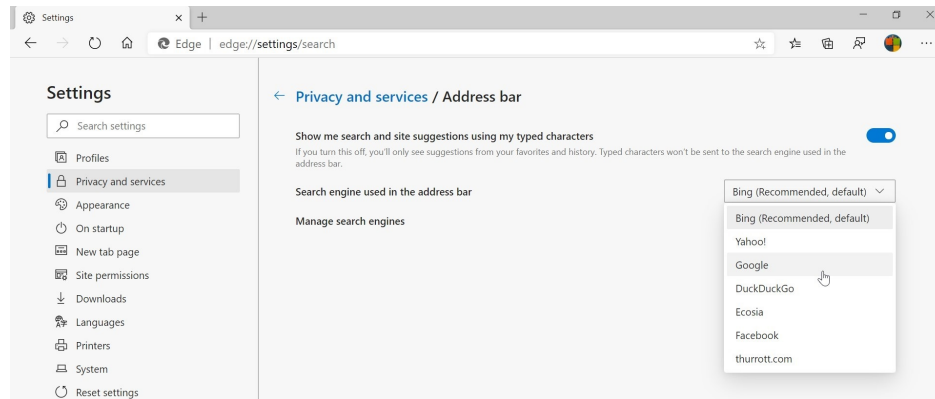 Settings
Edge | edge://settings/search
Settings
Search settings
Profiles
Privacy and services
Appearance
On startup
New tab page
Site permissions
Downloads
Languages
Printers
System
Reset settings
Privacy and services / Address bar
Show me search and site suggestions using my typed characters
If you turn this off, you'll only see suggestions from your favorites and history. Typed characters won't be sent to the search engine used in the
address bar.
Search engine used in the address bar
Bing (Recommended, default)
Manage search engines
Bing (Recommended, default)
Yahoo!
Google
DuckDuckGo
Ecosia
Facebook
thurrott.com